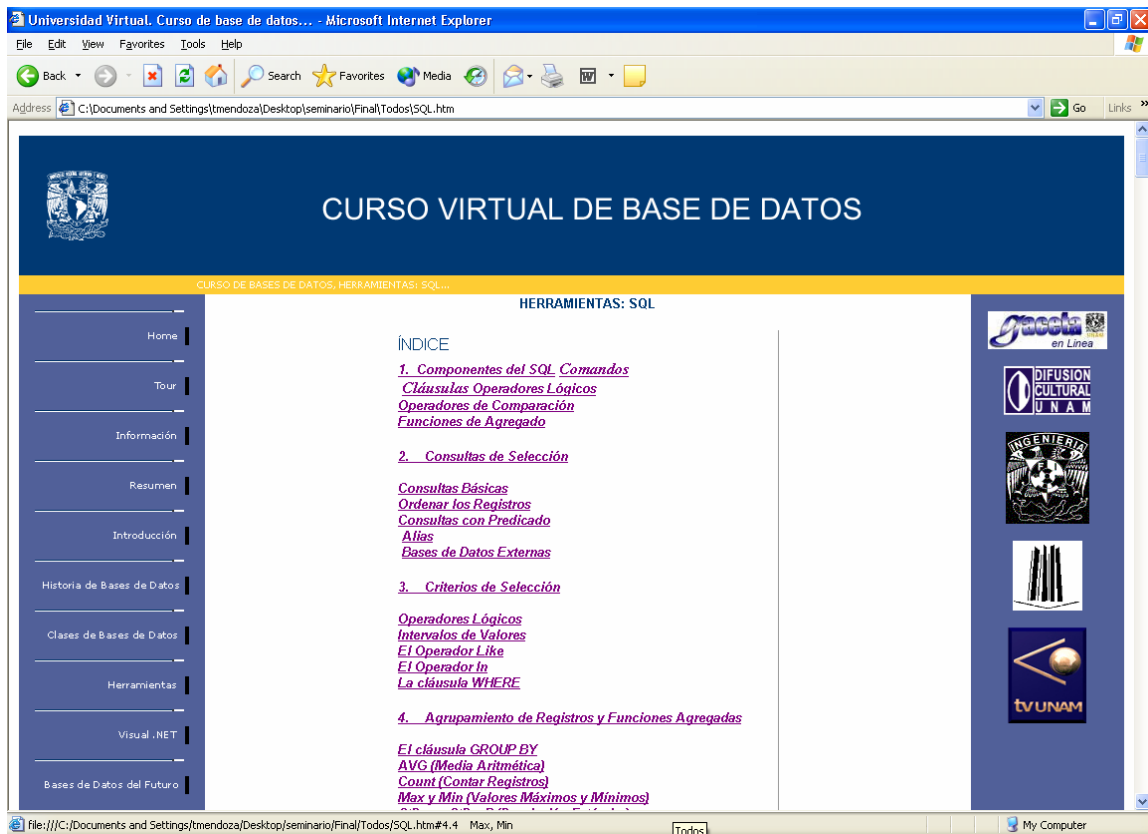 Universidad Virtual. Curso de base de datos... - Microsoft Internet Explorer
File Edit View Favorites Tools Help
Back Search Favorites Media
Address C:\Documents and Settings\tmendoza\Desktop\seminario\Final\Todos\SQL.htm Go Links »
CURSO VIRTUAL DE BASE DE DATOS
CURSO DE BASES DE DATOS, HERRAMIENTAS: SQL...
Home
Tour
Información
Resumen
Introducción
Historia de Bases de Datos
Clases de Bases de Datos
Herramientas
Visual .NET
Bases de Datos del Futuro
HERRAMIENTAS: SQL
ÍNDICE
1. Componentes del SQL Comandos
Cláusulas Operadores Lógicos
Operadores de Comparación
Funciones de Agregado
2. Consultas de Selección
Consultas Básicas
Ordenar los Registros
Consultas con Predicado
Alias
Bases de Datos Externas
3. Criterios de Selección
Operadores Lógicos
Intervalos de Valores
El Operador Like
El Operador In
La cláusula WHERE
4. Agrupamiento de Registros y Funciones Agregadas
El cláusula GROUP BY
AVG (Media Aritmética)
Count (Contar Registros)
Max y Min (Valores Máximos y Mínimos)
gaceta
en Línea
DIFUSION
CULTURAL
UNAM
INGENIERIA
tv UNAM
file:///C:/Documents and Settings/tmendoza/Desktop/seminario/Final/Todos/SQL.htm#4.4 Max, Min
Todos
My Computer